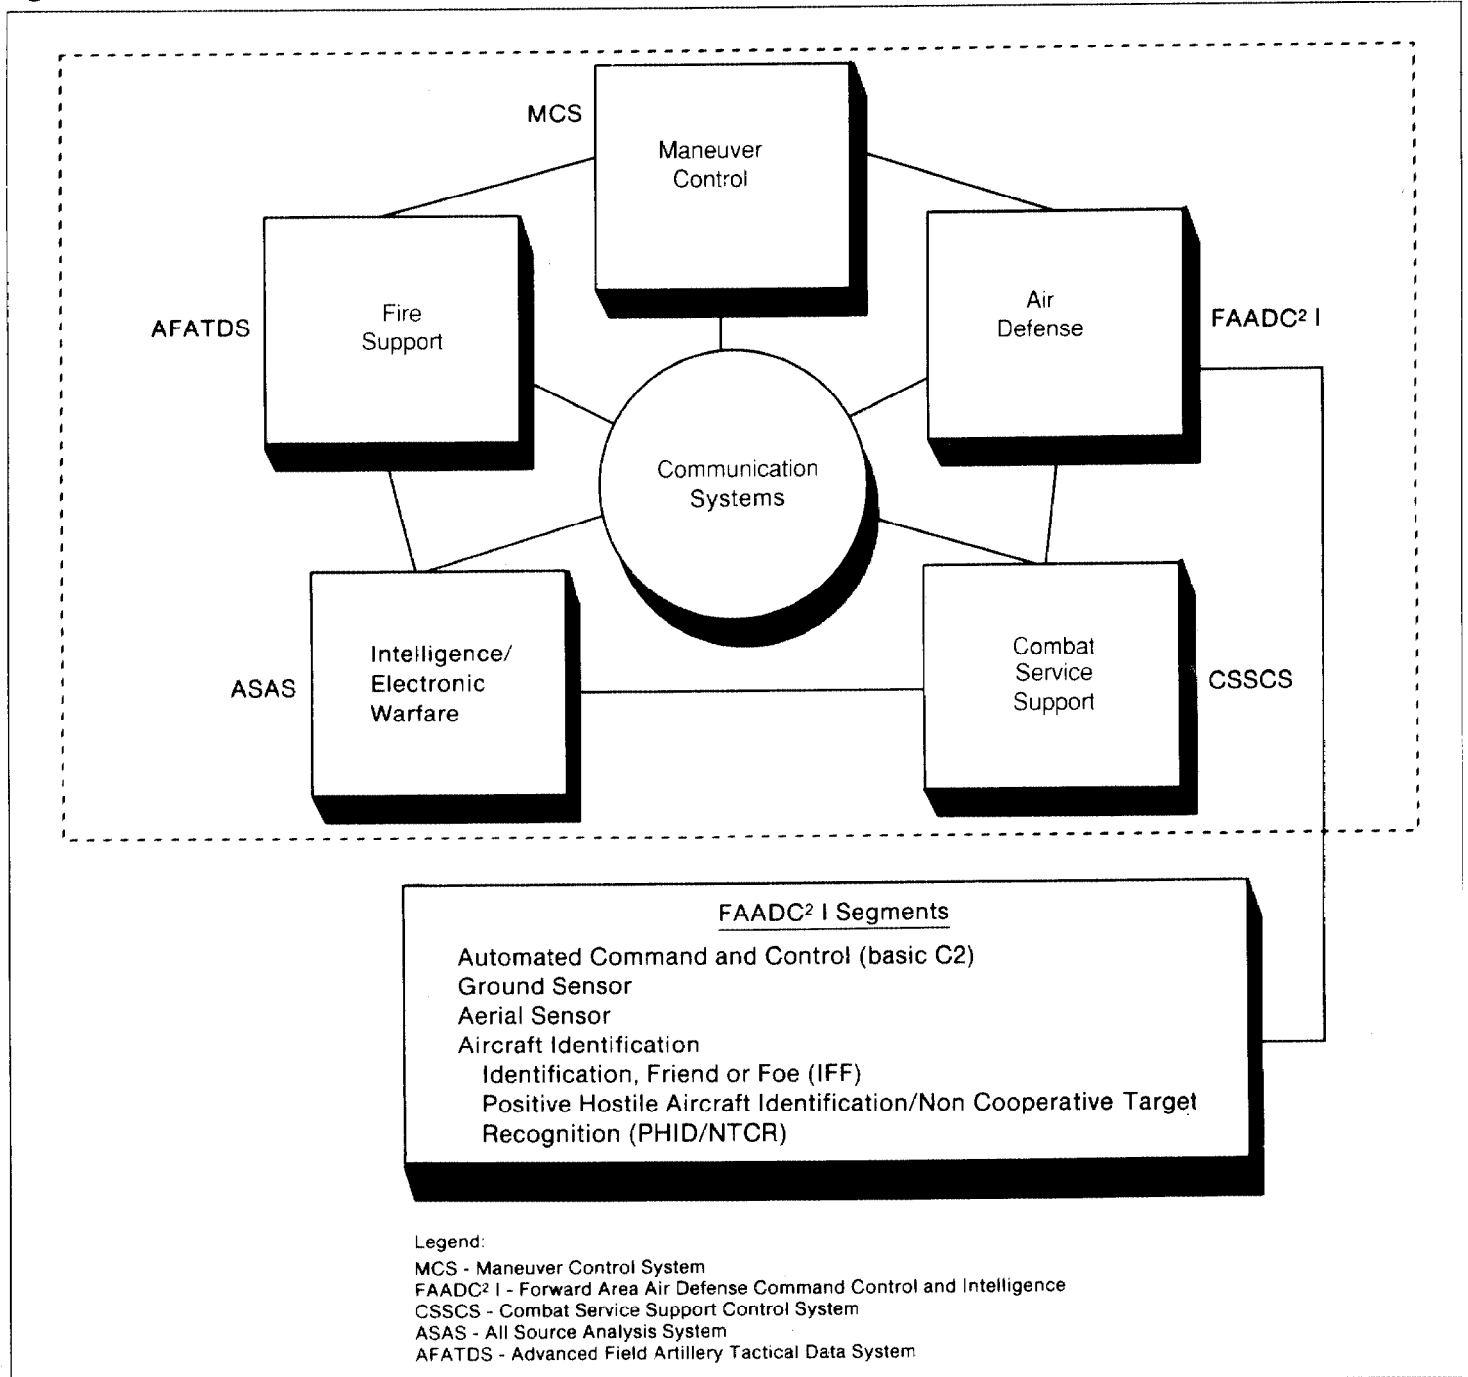 MCS
Maneuver
Control
AFATDS
Fire
Support
Air
Defense
FAADC² I
Communication
Systems
ASAS
Intelligence/
Electronic
Warfare
Combat
Service
Support
CSSCS
FAADC² I Segments
Automated Command and Control (basic C2)
Ground Sensor
Aerial Sensor
Aircraft Identification
Identification, Friend or Foe (IFF)
Positive Hostile Aircraft Identification/Non Cooperative Target
Recognition (PHID/NTCR)
Legend:
MCS - Maneuver Control System
FAADC² I - Forward Area Air Defense Command Control and Intelligence
CSSCS - Combat Service Support Control System
ASAS - All Source Analysis System
AFATDS - Advanced Field Artillery Tactical Data System